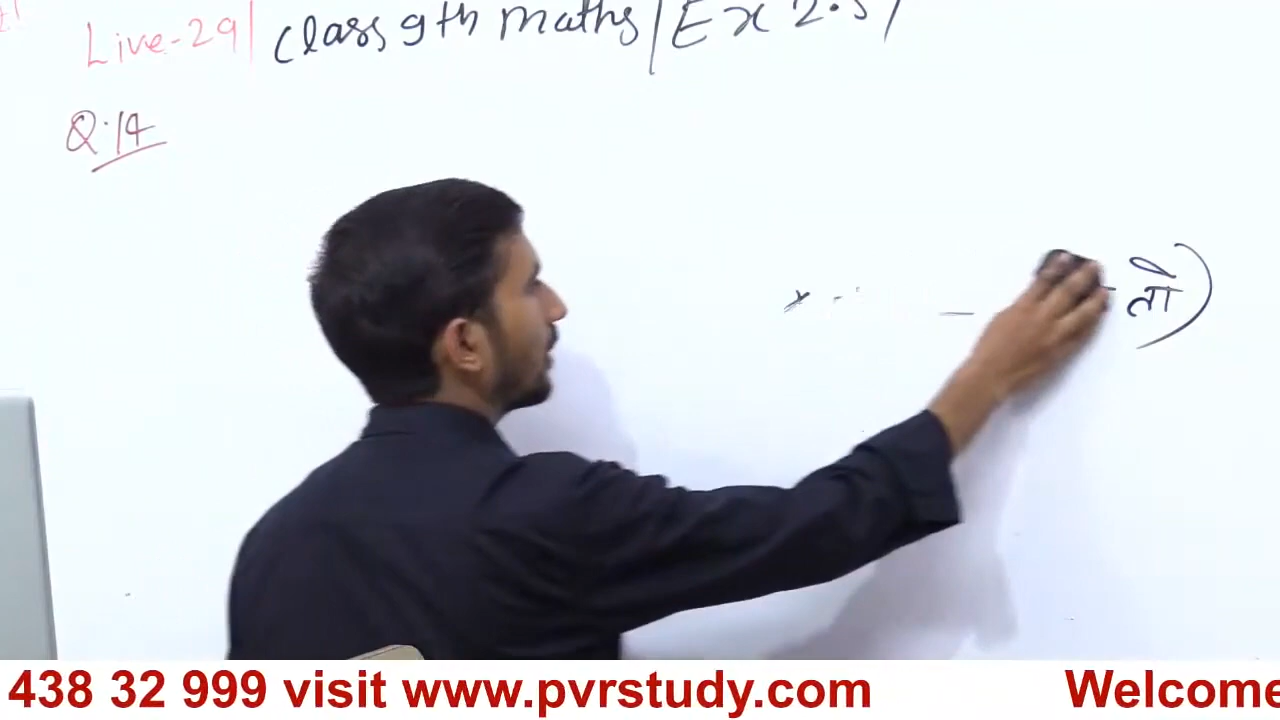 Live-29| Class 9th maths | Ex 2.5
Q.14
तो)
438 32 999 visit www.pvrstudy.com Welcome